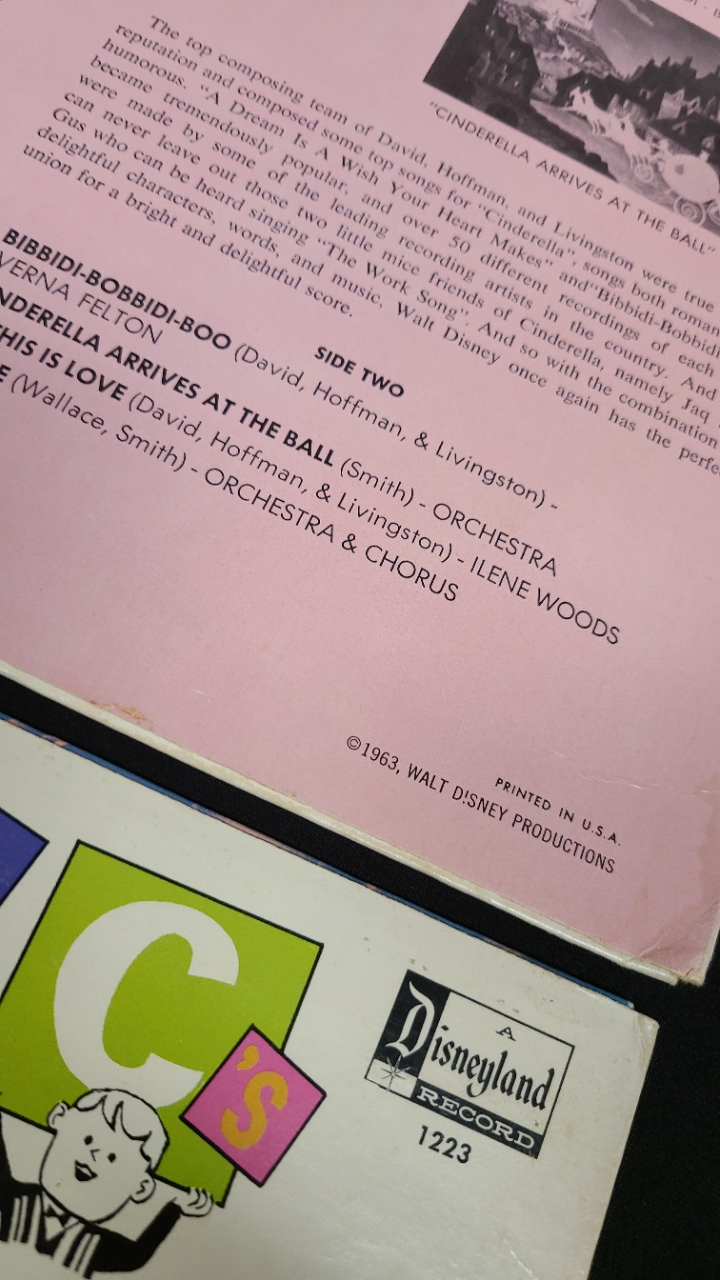 "CINDERELLA ARRIVES AT THE BALL"
The top composing team of David, Hoffman, and Livingston were true
reputation and composed some top songs for "Cinderella", songs both
humorous. "A Dream Is A Wish Your Heart Makes" and "Bibbidi-Bobbidi
became tremendously popular, and over 50 different recordings of each
were made by some of the leading recording artists in the country. And
can never leave out those two little mice friends of Cinderella, namely Jaq
Gus who can be heard singing "The Work Song". And so with the combination
delightful characters, words, and music, Walt Disney once again has the
union for a bright and delightful score.
SIDE TWO
BIBBIDI-BOBBIDI-BOO (David, Hoffman, & Livingston) -
VERNA FELTON
ARRIVES AT THE BALL (Smith) - ORCHESTRA
THIS IS LOVE (David, Hoffman, & Livingston) - ILENE WOODS
(Wallace, Smith) - ORCHESTRA & CHORUS
PRINTED IN U.S.A.
©1963, WALT DISNEY PRODUCTIONS
C's
A
Disneyland
RECORD
1223